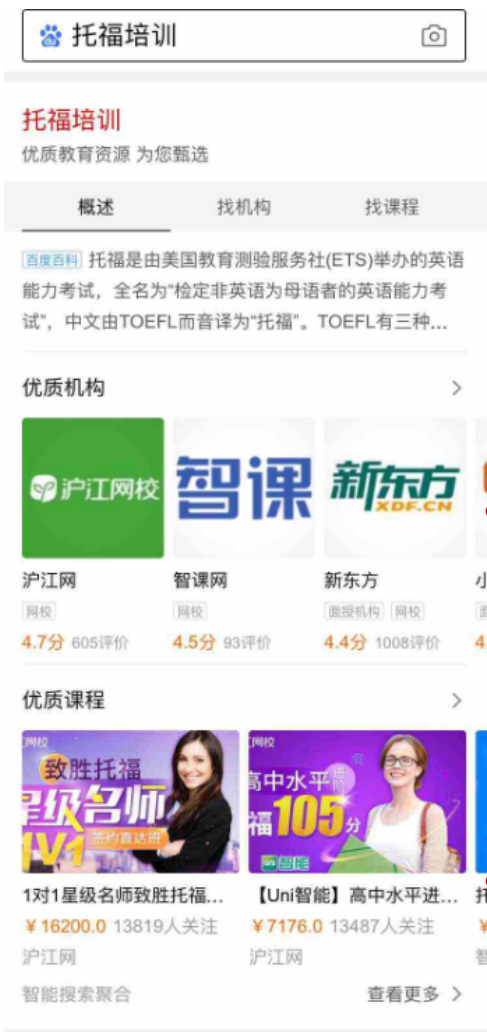 托福培训
托福培训
优质教育资源 为您甄选
概述 找机构 找课程
百度百科 托福是由美国教育测验服务社(ETS)举办的英语
能力考试，全名为“检定非英语为母语者的英语能力考
试”，中文由TOEFL而音译为“托福”。TOEFL有三种...
优质机构
沪江网校 智课 新东方
XDF.CN
沪江网 智课网 新东方
网校 网校 面授机构 网校
4.7分 605评价 4.5分 93评价 4.4分 1008评价 4
优质课程
致胜托福
星级名师
1V1 签约直达班
高中水平进阶
福105分
智能
1对1星级名师致胜托福... 【Uni智能】高中水平进...
￥16200.0 13819人关注 ￥7176.0 13487人关注
沪江网 沪江网
智能搜索聚合 查看更多